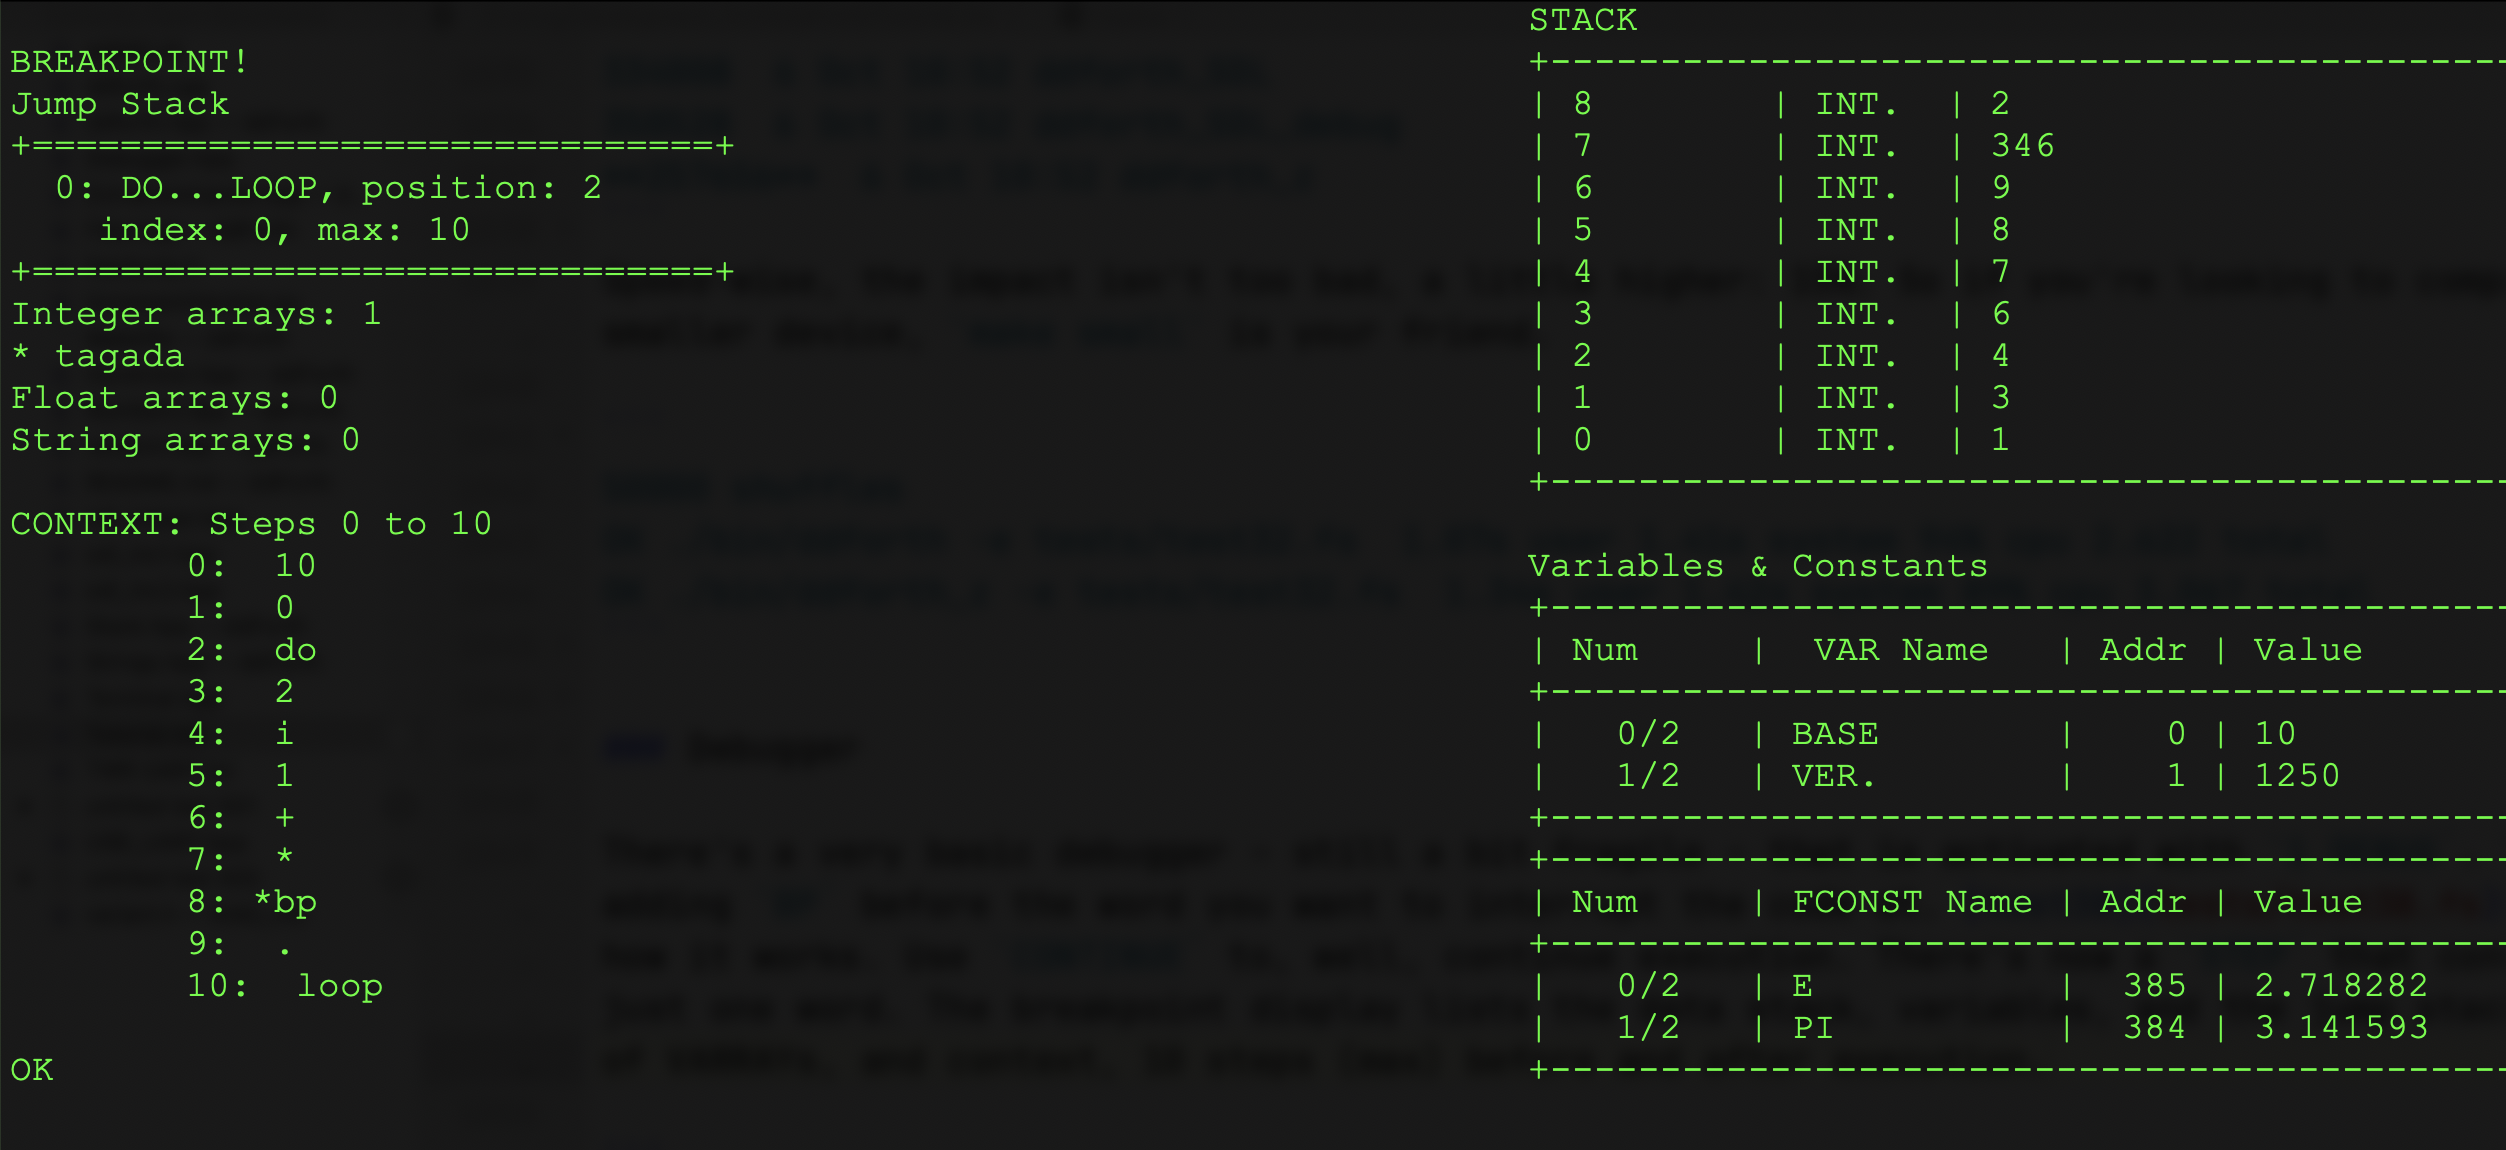 BREAKPOINT!
Jump Stack
+===============================+
0: DO...LOOP, position: 2
index: 0, max: 10
+===============================+
Integer arrays: 1
* tagada
Float arrays: 0
String arrays: 0
CONTEXT: Steps 0 to 10
0: 10
1: 0
2: do
3: 2
4: i
5: 1
6: +
7: *
8: *bp
9: .
10: loop
OK
STACK
+--------------------------------------------
| 8 | INT. | 2
| 7 | INT. | 346
| 6 | INT. | 9
| 5 | INT. | 8
| 4 | INT. | 7
| 3 | INT. | 6
| 2 | INT. | 4
| 1 | INT. | 3
| 0 | INT. | 1
+--------------------------------------------
Variables & Constants
+--------------------------------------------
| Num | VAR Name | Addr | Value
+--------------------------------------------
| 0/2 | BASE | 0 | 10
| 1/2 | VER. | 1 | 1250
+--------------------------------------------
+--------------------------------------------
| Num | FCONST Name | Addr | Value
+--------------------------------------------
| 0/2 | E | 385 | 2.718282
| 1/2 | PI | 384 | 3.141593
+--------------------------------------------